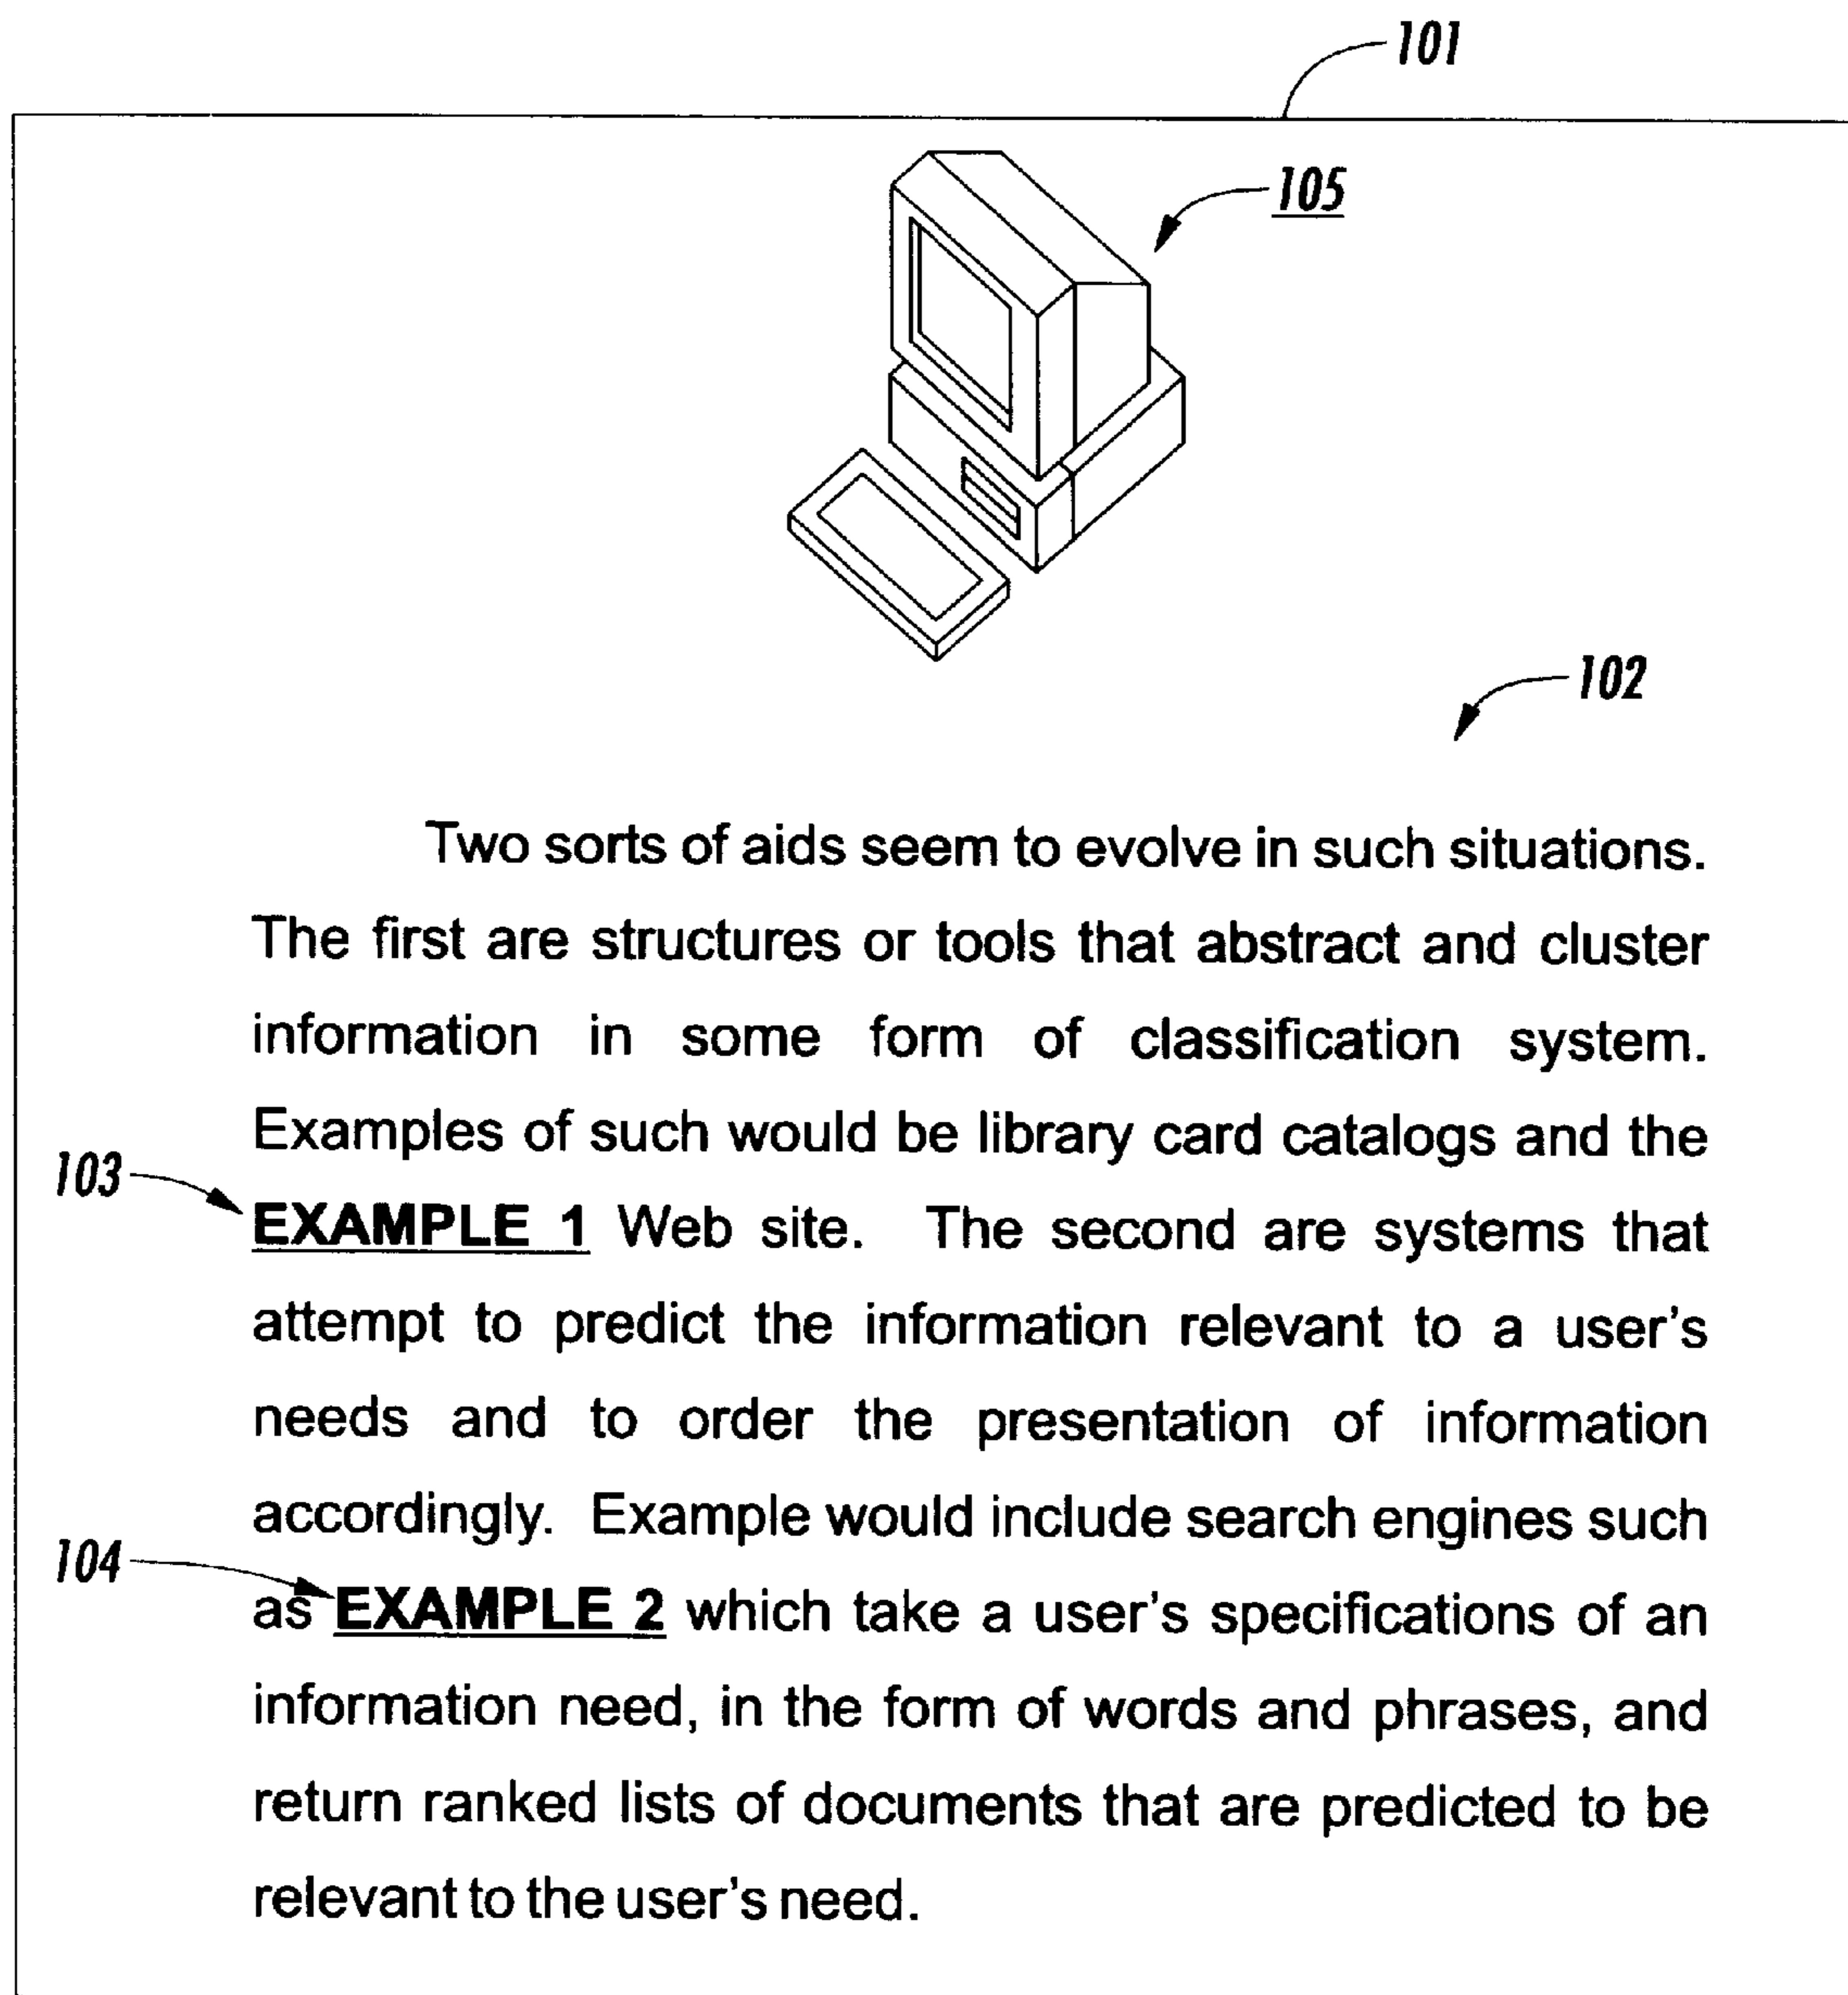 101
105
102
Two sorts of aids seem to evolve in such situations.
The first are structures or tools that abstract and cluster
information in some form of classification system.
Examples of such would be library card catalogs and the
103
EXAMPLE 1 Web site. The second are systems that
attempt to predict the information relevant to a user's
needs and to order the presentation of information
accordingly. Example would include search engines such
104
as EXAMPLE 2 which take a user's specifications of an
information need, in the form of words and phrases, and
return ranked lists of documents that are predicted to be
relevant to the user's need.